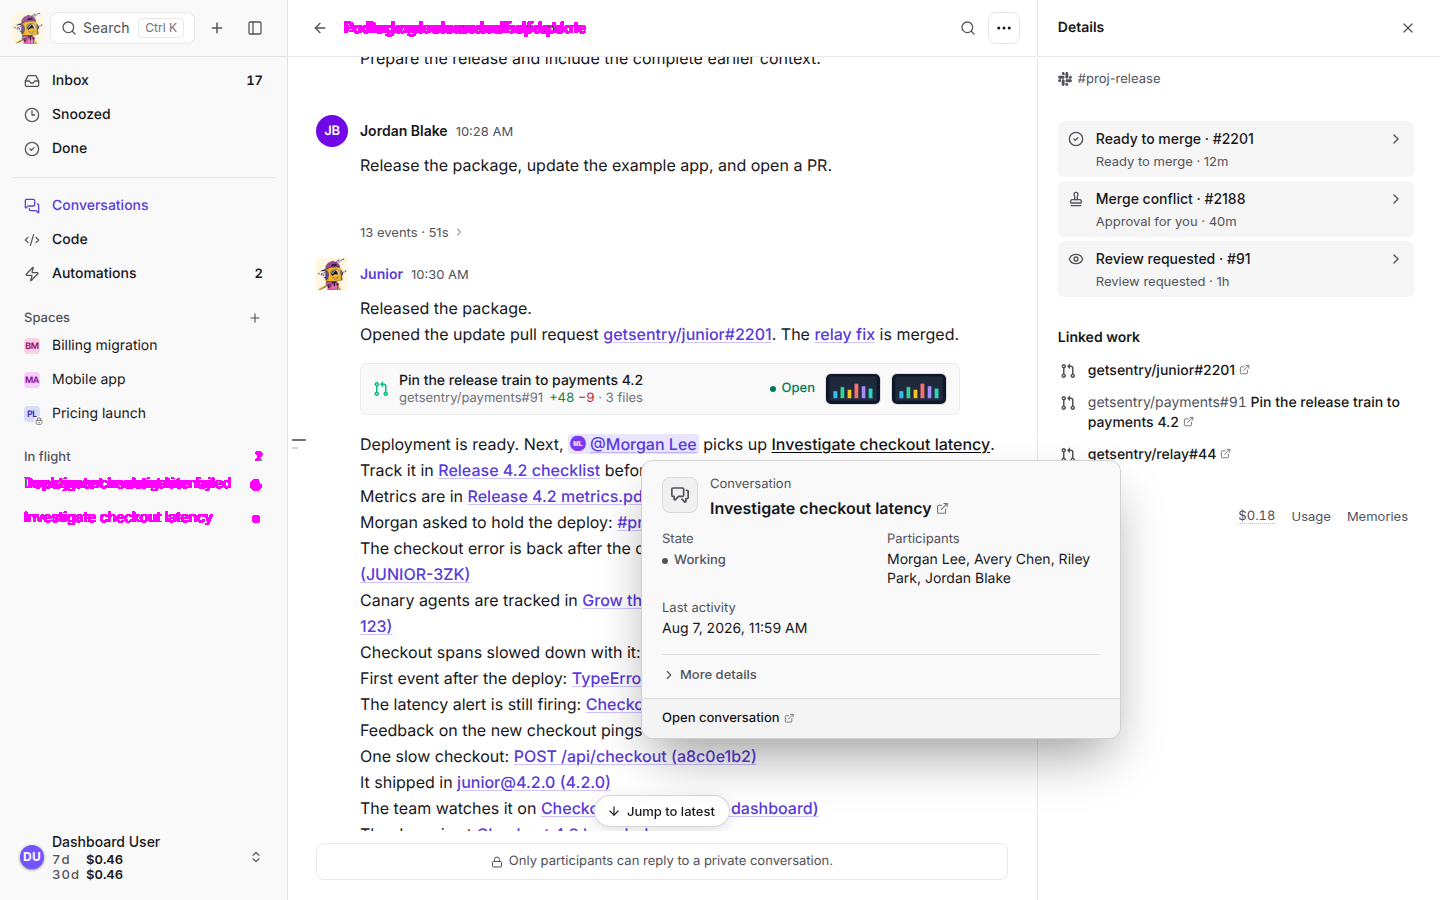 Search Ctrl K
Inbox 17
Snoozed
Done
Conversations
Code
Automations 2
Spaces
BM Billing migration
MA Mobile app
PL Pricing launch
In flight
Investigate checkout latency
DU Dashboard User
7d $0.46
30d $0.46
Prepare the release and include the complete earlier context.
JB Jordan Blake 10:28 AM
Release the package, update the example app, and open a PR.
13 events · 51s
Junior 10:30 AM
Released the package.
Opened the update pull request getsentry/junior#2201. The relay fix is merged.
Pin the release train to payments 4.2
getsentry/payments#91 +48 −9 · 3 files
Open
Deployment is ready. Next, ML @Morgan Lee picks up Investigate checkout latency.
Track it in Release 4.2 checklist
Metrics are in Release 4.2
Morgan asked to hold the deploy:
The checkout error is back after the
(JUNIOR-3ZK)
Canary agents are tracked in Grow
123)
Checkout spans slowed down with it:
First event after the deploy:
The latency alert is still firing:
Feedback on the new checkout pings
One slow checkout: POST /api/checkout (a8c0e1b2)
It shipped in junior@4.2.0 (4.2.0)
The team watches it on dashboard)
Jump to latest
Only participants can reply to a private conversation.
Conversation
Investigate checkout latency
State
Working
Participants
Morgan Lee, Avery Chen, Riley
Park, Jordan Blake
Last activity
Aug 7, 2026, 11:59 AM
More details
Open conversation
Details
#proj-release
Ready to merge · #2201
Ready to merge · 12m
Merge conflict · #2188
Approval for you · 40m
Review requested · #91
Review requested · 1h
Linked work
getsentry/junior#2201
getsentry/payments#91 Pin the release train to
payments 4.2
getsentry/relay#44
$0.18 Usage Memories